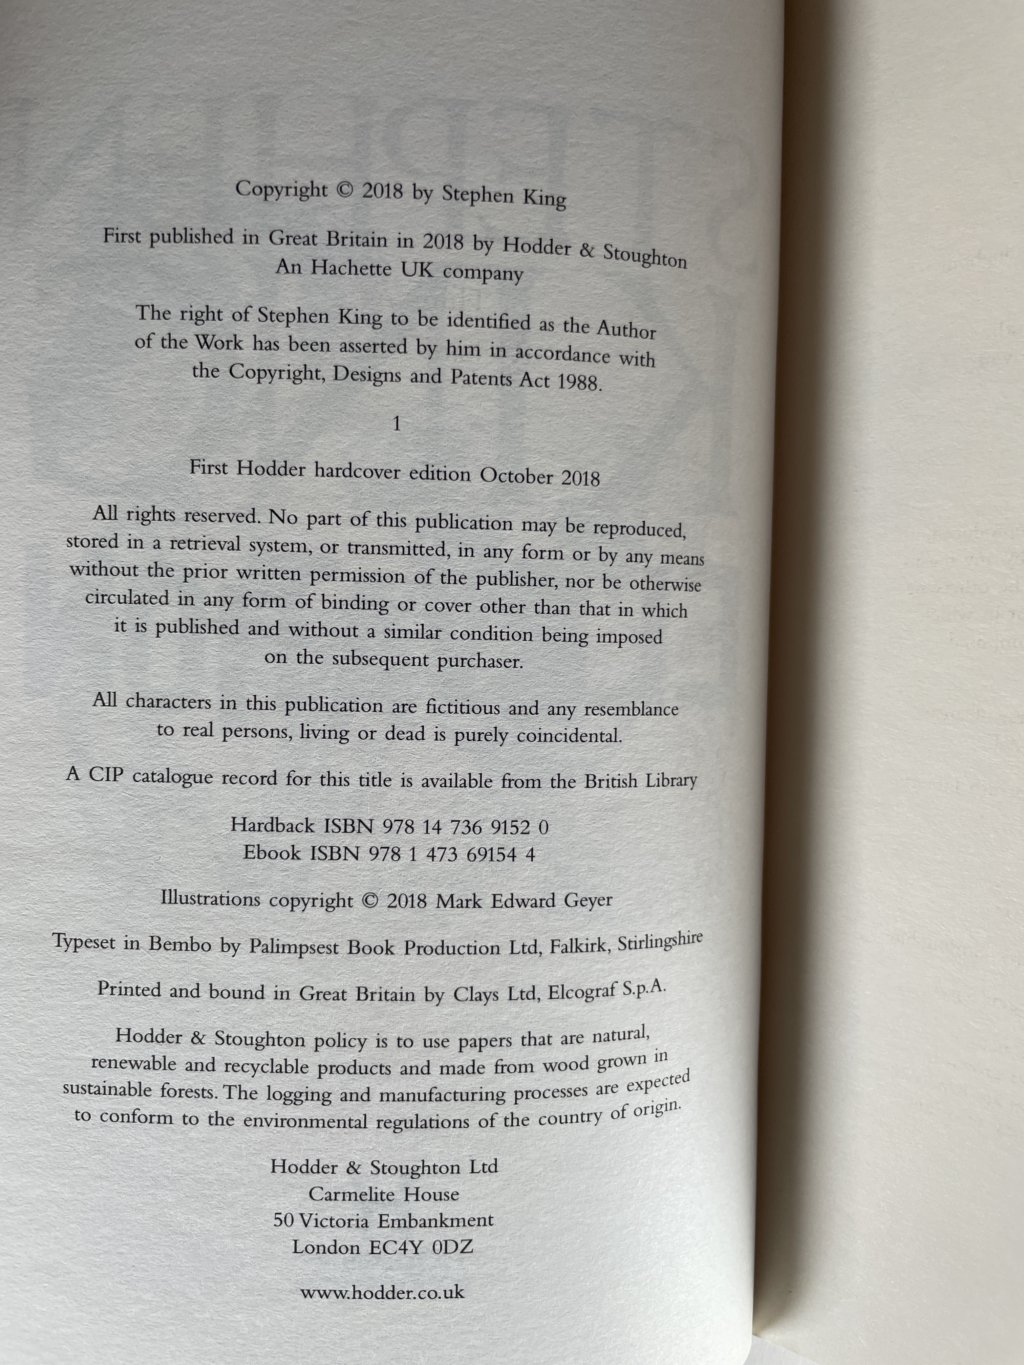 Copyright © 2018 by Stephen King
First published in Great Britain in 2018 by Hodder & Stoughton
An Hachette UK company
The right of Stephen King to be identified as the Author
of the Work has been asserted by him in accordance with
the Copyright, Designs and Patents Act 1988.
1
First Hodder hardcover edition October 2018
All rights reserved. No part of this publication may be reproduced,
stored in a retrieval system, or transmitted, in any form or by any means
without the prior written permission of the publisher, nor be otherwise
circulated in any form of binding or cover other than that in which
it is published and without a similar condition being imposed
on the subsequent purchaser.
All characters in this publication are fictitious and any resemblance
to real persons, living or dead is purely coincidental.
A CIP catalogue record for this title is available from the British Library
Hardback ISBN 978 14 736 9152 0
Ebook ISBN 978 1 473 69154 4
Illustrations copyright © 2018 Mark Edward Geyer
Typeset in Bembo by Palimpsest Book Production Ltd, Falkirk, Stirlingshire
Printed and bound in Great Britain by Clays Ltd, Elcograf S.p.A.
Hodder & Stoughton policy is to use papers that are natural,
renewable and recyclable products and made from wood grown in
sustainable forests. The logging and manufacturing processes are expected
to conform to the environmental regulations of the country of origin.
Hodder & Stoughton Ltd
Carmelite House
50 Victoria Embankment
London EC4Y 0DZ
www.hodder.co.uk